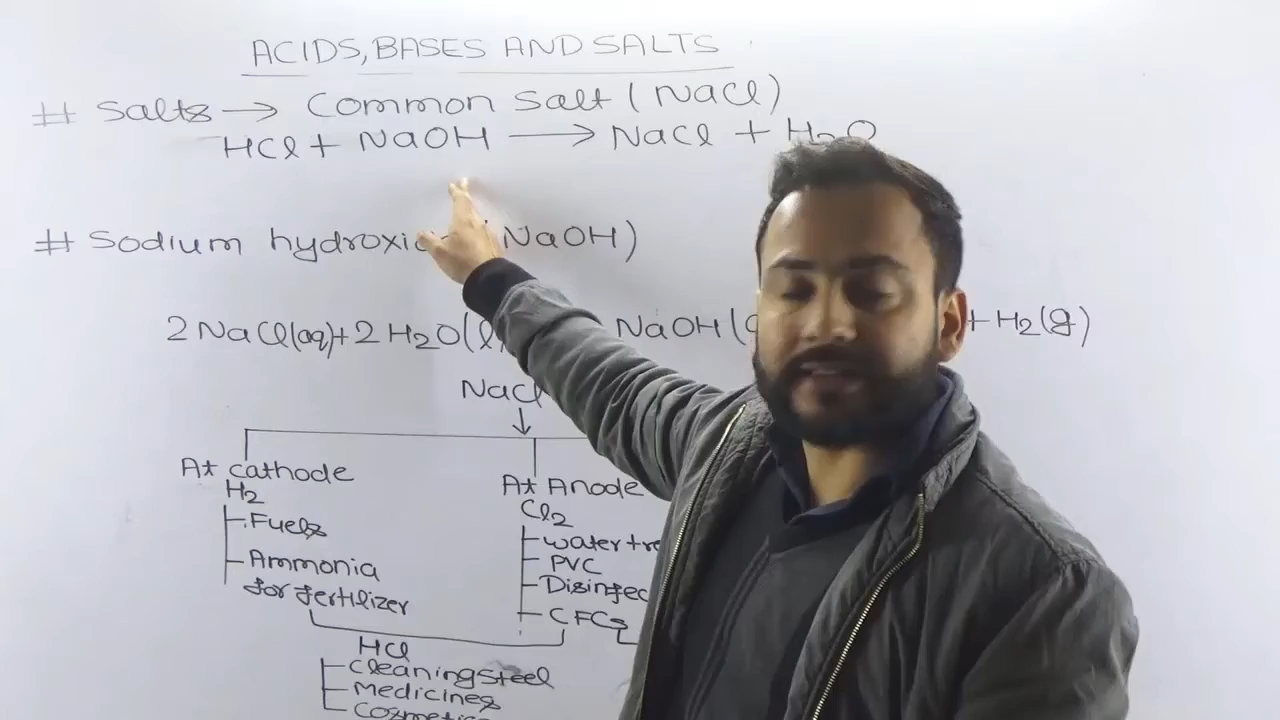 ACIDS, BASES AND SALTS
# Salts → Common Salt (NaCl)
HCl + NaOH → NaCl + H2O
# Sodium hydroxi (NaOH)
2NaCl(aq) + 2H2O(l NaOH ( + H2(g)
NaCl
↓
At cathode
H2
Fuels
Ammonia
for fertilizer
At Anode
Cl2
water tre
PVC
Disinfec
CFCs
HCl
cleaning steel
medicines